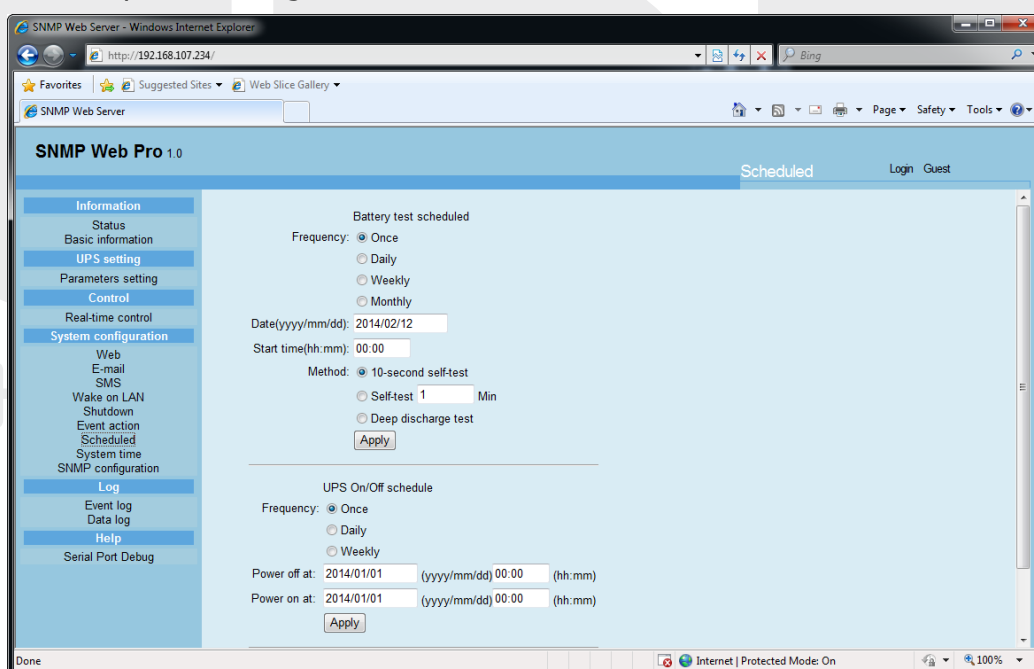 SNMP Web Server - Windows Internet Explorer
http://192.168.107.234/
Bing
Favorites Suggested Sites Web Slice Gallery
SNMP Web Server
Page Safety Tools
SNMP Web Pro 1.0
Scheduled
Login Guest
Information
Status
Basic information
UPS setting
Parameters setting
Control
Real-time control
System configuration
Web
E-mail
SMS
Wake on LAN
Shutdown
Event action
Scheduled
System time
SNMP configuration
Log
Event log
Data log
Help
Serial Port Debug
Battery test scheduled
Frequency: Once
Daily
Weekly
Monthly
Date(yyyy/mm/dd): 2014/02/12
Start time(hh:mm): 00:00
Method: 10-second self-test
Self-test 1 Min
Deep discharge test
Apply
UPS On/Off schedule
Frequency: Once
Daily
Weekly
Power off at: 2014/01/01 (yyyy/mm/dd) 00:00 (hh:mm)
Power on at: 2014/01/01 (yyyy/mm/dd) 00:00 (hh:mm)
Apply
Done
Internet | Protected Mode: On
100%